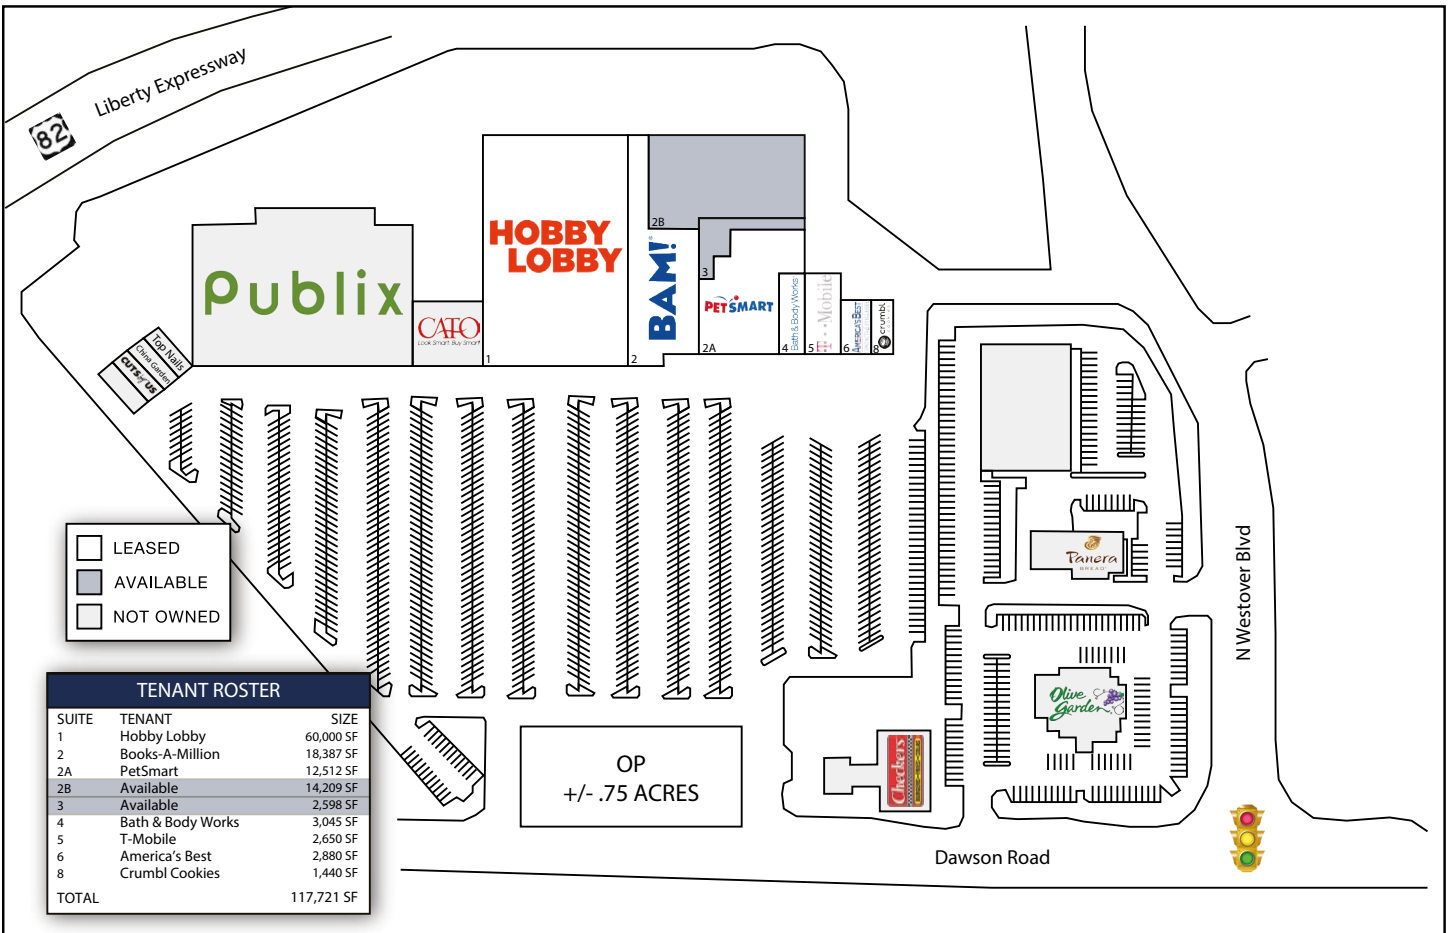 Liberty Expressway
82
HOBBY
LOBBY
1
Publix
CATO
Look Smart. Buy Smart.
2B
BAM!
2
3
PETSMART
2A
Bath & Body Works
4
T-Mobile
5
AMERICA'S BEST
6
crumbl
8
Top Nails
China Garden
CUTS by US
LEASED
AVAILABLE
NOT OWNED
Panera
BREAD
N Westover Blvd
Olive
Garden
Checkers
OP
+/- .75 ACRES
Dawson Road
TENANT ROSTER
SUITE TENANT SIZE
1 Hobby Lobby 60,000 SF
2 Books-A-Million 18,387 SF
2A PetSmart 12,512 SF
2B Available 14,209 SF
3 Available 2,598 SF
4 Bath & Body Works 3,045 SF
5 T-Mobile 2,650 SF
6 America's Best 2,880 SF
8 Crumbl Cookies 1,440 SF
TOTAL 117,721 SF